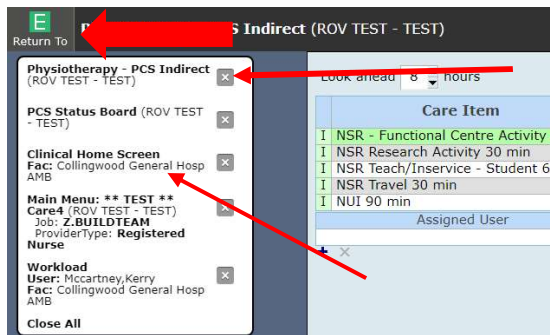 E
Return To
S Indirect (ROV TEST - TEST)
Physiotherapy - PCS Indirect
(ROV TEST - TEST)
PCS Status Board (ROV TEST
- TEST)
Clinical Home Screen
Fac: Collingwood General Hosp
AMB
Main Menu: ** TEST **
Care4 (ROV TEST - TEST)
Job: Z.BUILDTEAM
ProviderType: Registered
Nurse
Workload
User: Mccartney,Kerry
Fac: Collingwood General Hosp
AMB
Close All
Look ahead 8 hours
Care Item
I NSR - Functional Centre Activity
I NSR Research Activity 30 min
I NSR Teach/Inservice - Student 6
I NSR Travel 30 min
I NUI 90 min
Assigned User